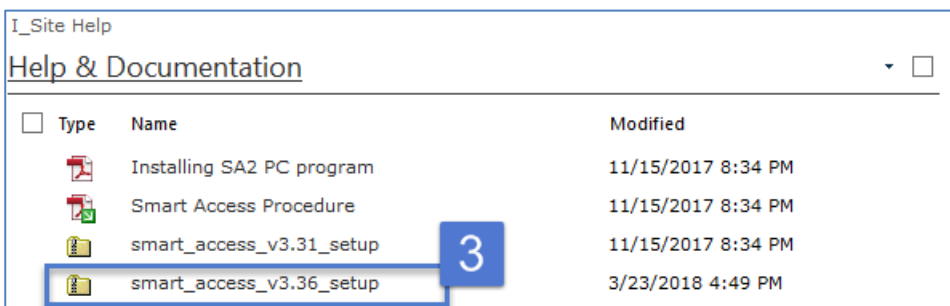 I_Site Help
Help & Documentation
Type Name Modified
Installing SA2 PC program 11/15/2017 8:34 PM
Smart Access Procedure 11/15/2017 8:34 PM
smart_access_v3.31_setup 11/15/2017 8:34 PM
3
smart_access_v3.36_setup 3/23/2018 4:49 PM